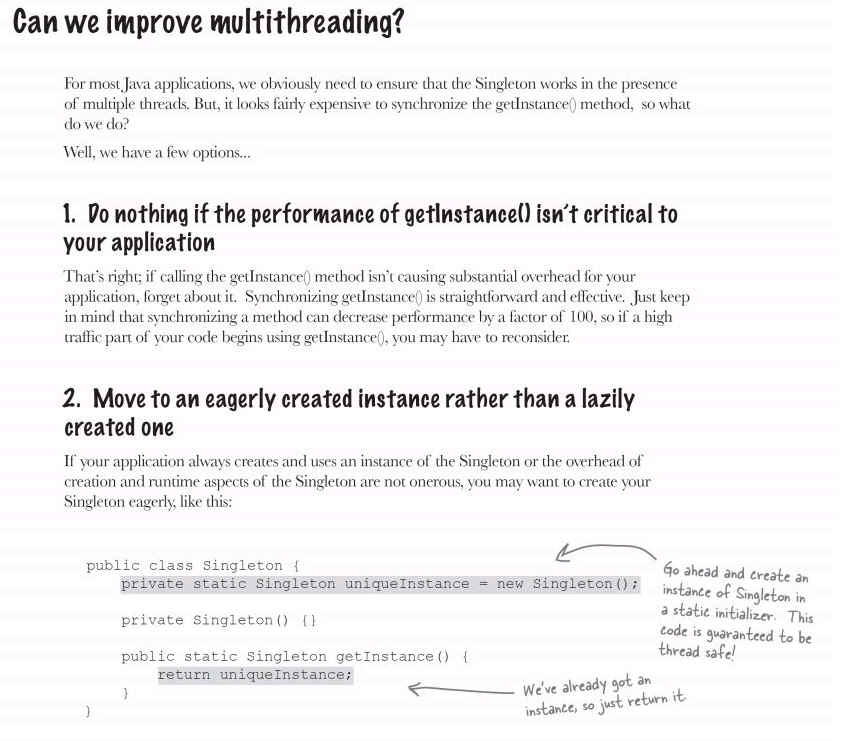 Can we improve multithreading?
For most Java applications, we obviously need to ensure that the Singleton works in the presence
of multiple threads. But, it looks fairly expensive to synchronize the getInstance() method,  so what
do we do?
Well, we have a few options...
1.  Do nothing if the performance of getInstance() isn't critical to
your application
That's right; if calling the getInstance() method isn't causing substantial overhead for your
application, forget about it.  Synchronizing getInstance() is straightforward and effective.  Just keep
in mind that synchronizing a method can decrease performance by a factor of 100, so if a high
traffic part of your code begins using getInstance(), you may have to reconsider.
2.  Move to an eagerly created instance rather than a lazily
created one
If your application always creates and uses an instance of the Singleton or the overhead of
creation and runtime aspects of the Singleton are not onerous, you may want to create your
Singleton eagerly, like this:
public class Singleton {
private static Singleton uniqueInstance = new Singleton();
private Singleton() {}
public static Singleton getInstance() {
return uniqueInstance;
}
}
Go ahead and create an
instance of Singleton in
a static initializer.  This
code is guaranteed to be
thread safe!
We've already got an
instance, so just return it.